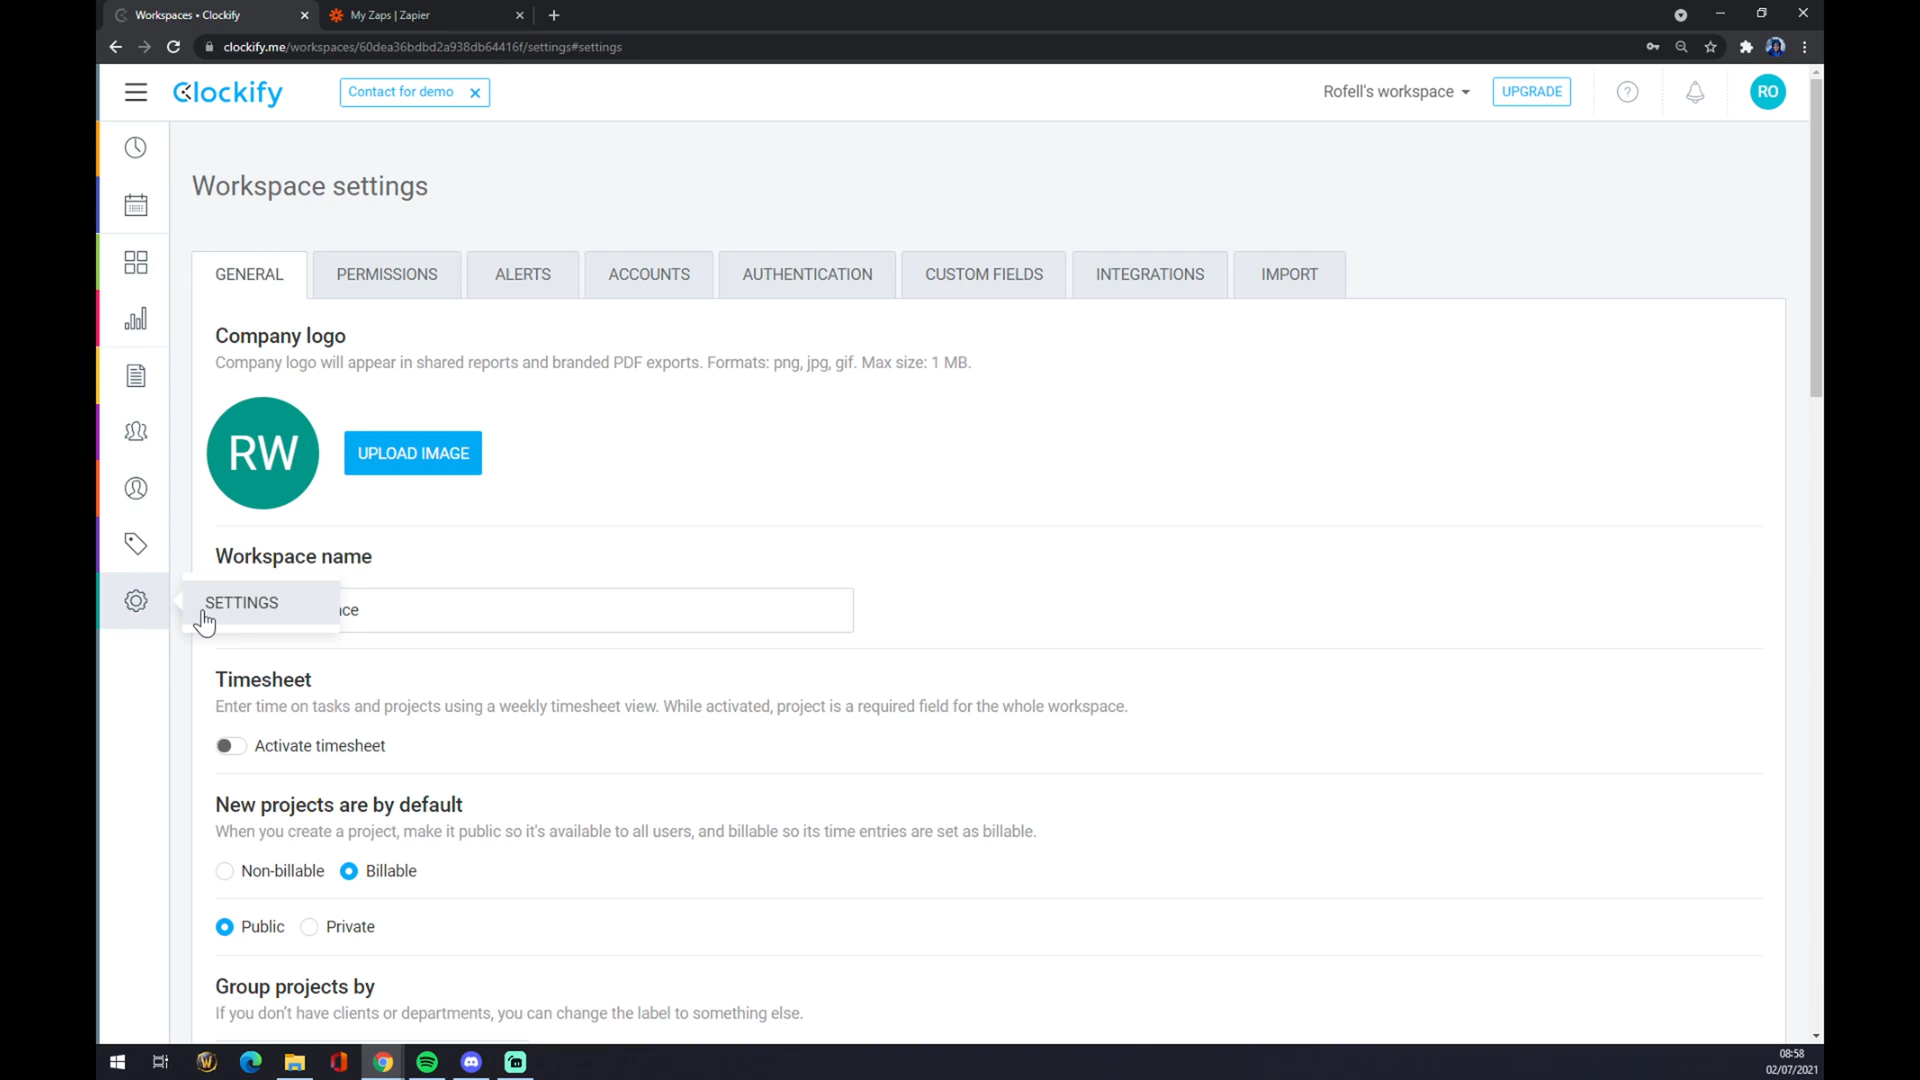 Workspaces • Clockify
My Zaps | Zapier
clockify.me/workspaces/60dea36bdbd2a938db64416f/settings#settings
Clockify
Contact for demo
Rofell's workspace
UPGRADE
RO
Workspace settings
GENERAL
PERMISSIONS
ALERTS
ACCOUNTS
AUTHENTICATION
CUSTOM FIELDS
INTEGRATIONS
IMPORT
Company logo
Company logo will appear in shared reports and branded PDF exports. Formats: png, jpg, gif. Max size: 1 MB.
RW
UPLOAD IMAGE
Workspace name
SETTINGS
Timesheet
Enter time on tasks and projects using a weekly timesheet view. While activated, project is a required field for the whole workspace.
Activate timesheet
New projects are by default
When you create a project, make it public so it's available to all users, and billable so its time entries are set as billable.
Non-billable
Billable
Public
Private
Group projects by
If you don't have clients or departments, you can change the label to something else.
08:58
02/07/2021